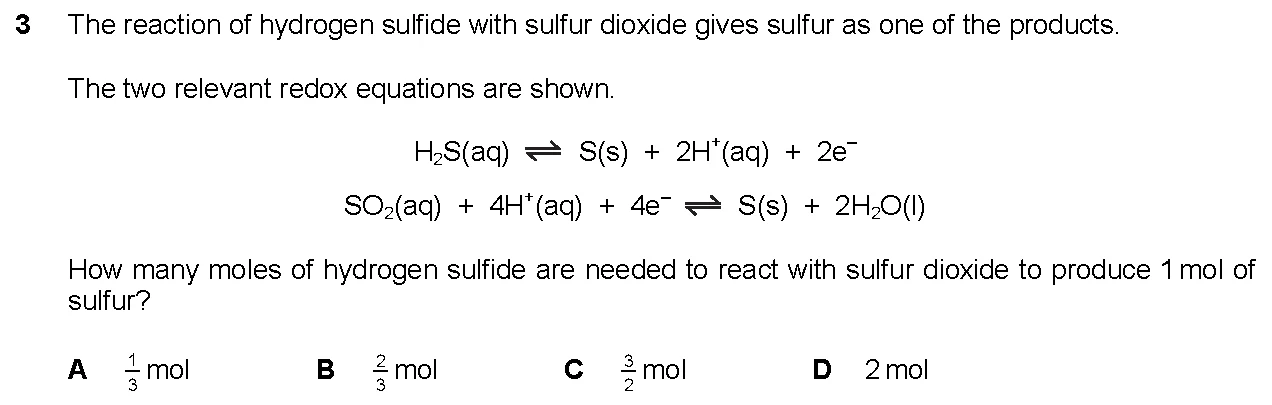 3 The reaction of hydrogen sulfide with sulfur dioxide gives sulfur as one of the products.
The two relevant redox equations are shown.
H₂S(aq) ⇌ S(s) + 2H⁺(aq) + 2e⁻
SO₂(aq) + 4H⁺(aq) + 4e⁻ ⇌ S(s) + 2H₂O(l)
How many moles of hydrogen sulfide are needed to react with sulfur dioxide to produce 1 mol of
sulfur?
A 1/3 mol B 2/3 mol C 3/2 mol D 2 mol